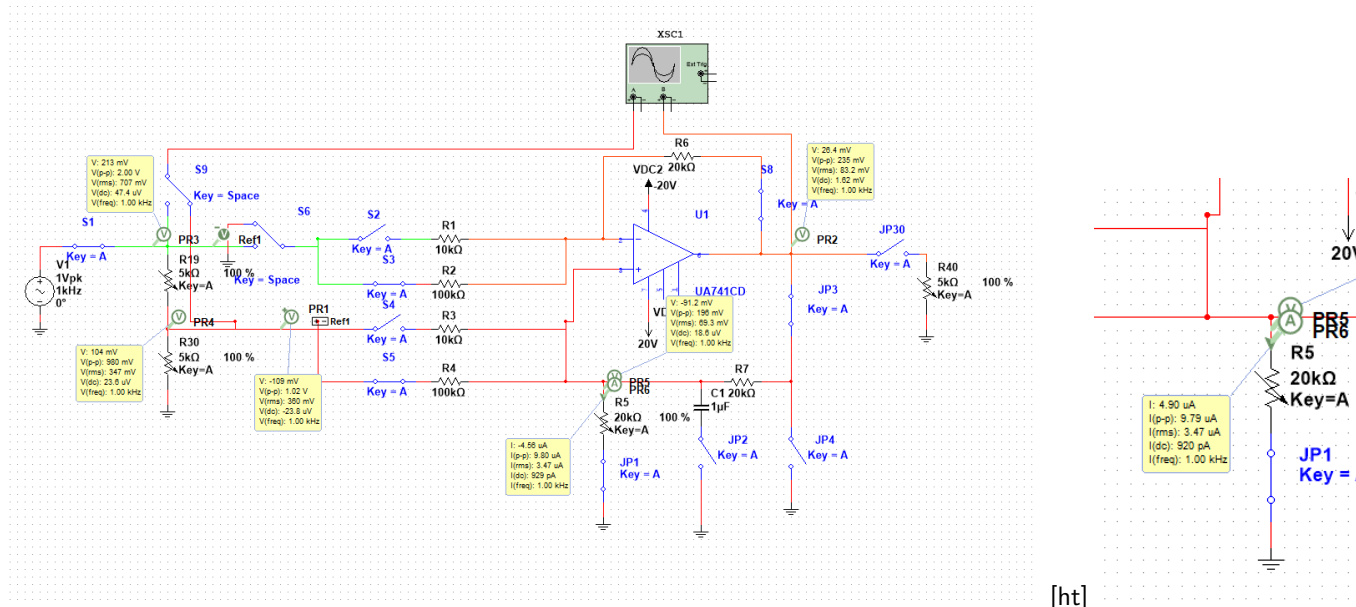 XSC1
Ext Trig
A
B
V: 213 mV
V(p-p): 2.00 V
V(rms): 707 mV
V(dc): 47.4 uV
V(freq): 1.00 kHz
S9
Key = Space
R6
20kΩ
VDC2
-20V
S8
Key = A
V: 26.4 mV
V(p-p): 235 mV
V(rms): 83.2 mV
V(dc): 1.62 mV
V(freq): 1.00 kHz
S1
Key = A
S6
Key = Space
S2
Key = A
R1
10kΩ
U1
UA741CD
PR3
Ref1
PR2
JP30
Key = A
V1
1Vpk
1kHz
0°
R19
5kΩ
Key=A
100 %
S3
Key = A
R2
100kΩ
R40
5kΩ
Key=A
100 %
PR4
PR1
Ref1
S4
Key = A
R3
10kΩ
VD
20V
V: -91.2 mV
V(p-p): 196 mV
V(rms): 69.3 mV
V(dc): 18.6 uV
V(freq): 1.00 kHz
JP3
Key = A
R30
5kΩ
Key=A
100 %
V: 104 mV
V(p-p): 980 mV
V(rms): 347 mV
V(dc): 23.6 uV
V(freq): 1.00 kHz
V: -109 mV
V(p-p): 1.02 V
V(rms): 360 mV
V(dc): -23.8 uV
V(freq): 1.00 kHz
S5
Key = A
R4
100kΩ
PR5
PR6
R5
20kΩ
Key=A
100 %
C1
1µF
R7
20kΩ
JP1
Key = A
JP2
Key = A
JP4
Key = A
I: -4.56 uA
I(p-p): 9.80 uA
I(rms): 3.47 uA
I(dc): 929 pA
I(freq): 1.00 kHz
[ht]
20V
PR5
PR6
R5
20kΩ
Key=A
I: 4.90 uA
I(p-p): 9.79 uA
I(rms): 3.47 uA
I(dc): 920 pA
I(freq): 1.00 kHz
JP1
Key =